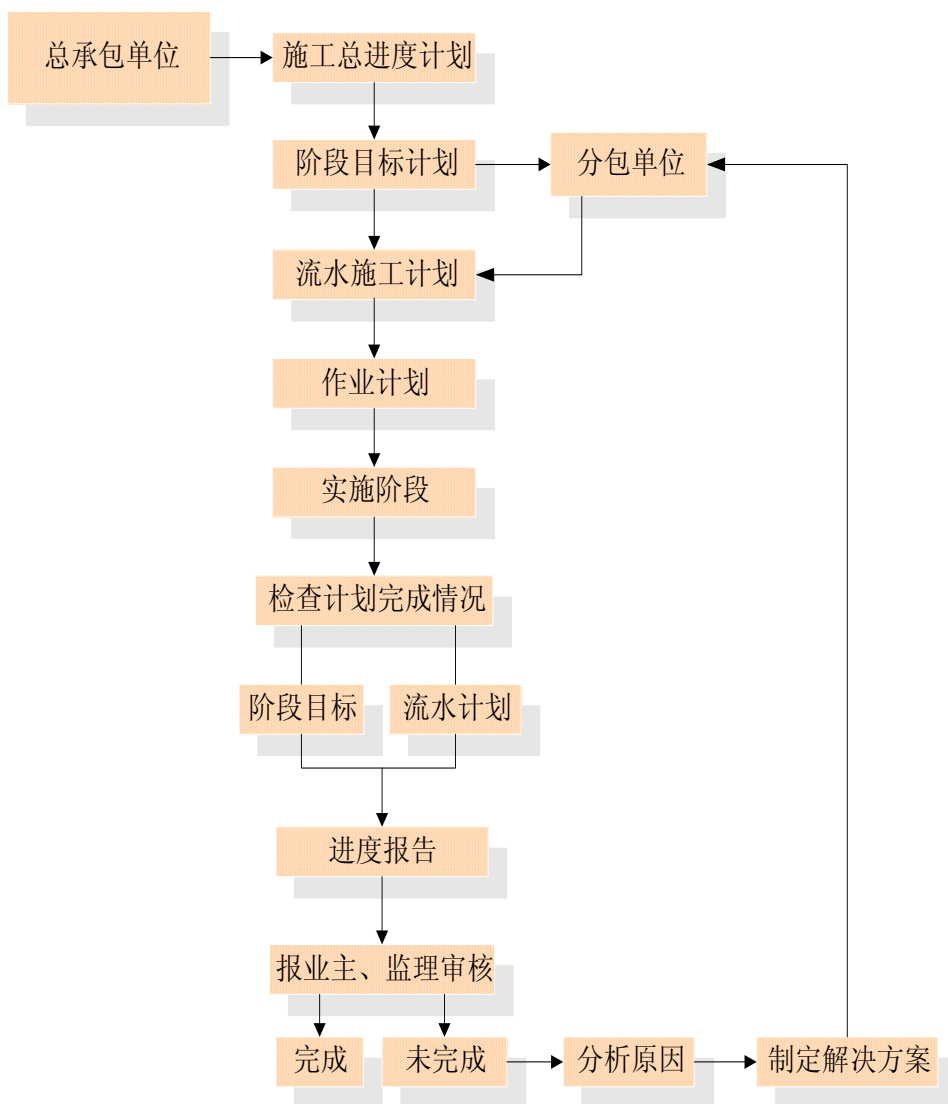 总承包单位
施工总进度计划
阶段目标计划
分包单位
流水施工计划
作业计划
实施阶段
检查计划完成情况
阶段目标
流水计划
进度报告
报业主、监理审核
完成
未完成
分析原因
制定解决方案